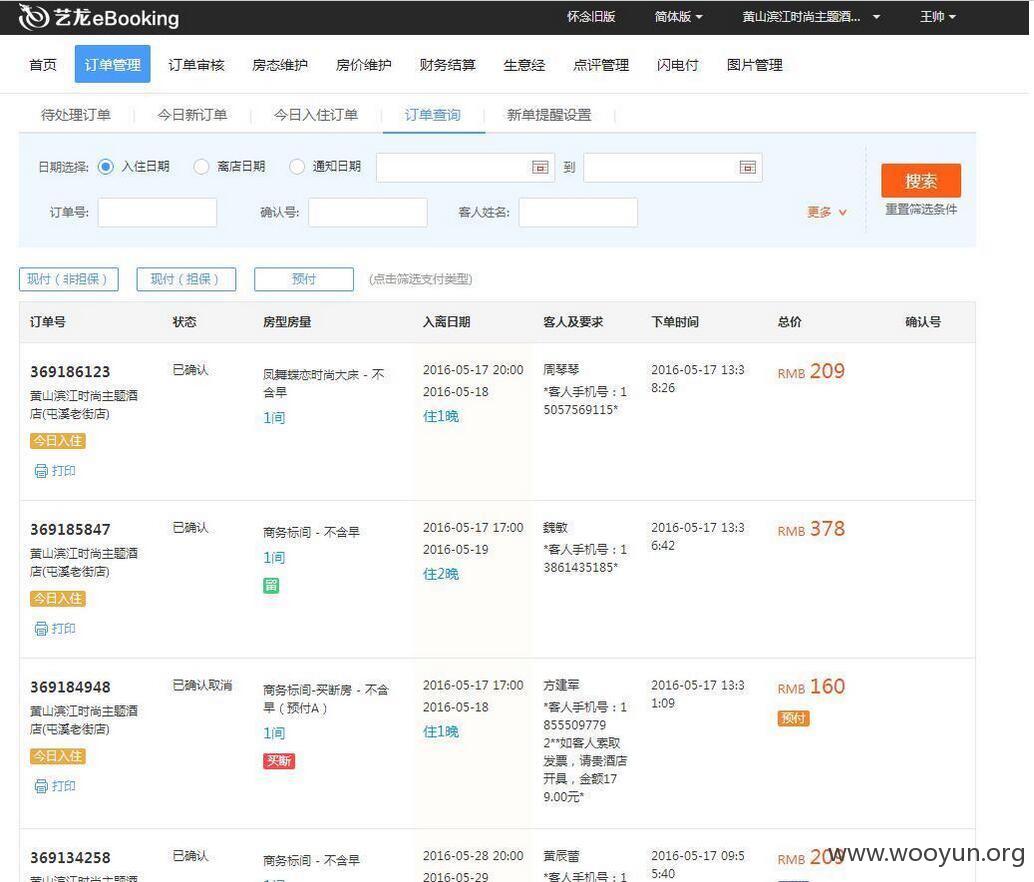 艺龙eBooking 怀念旧版 简体版 黄山滨江时尚主题酒... 王帅
首页 订单管理 订单审核 房态维护 房价维护 财务结算 生意经 点评管理 闪电付 图片管理
待处理订单 今日新订单 今日入住订单 订单查询 新单提醒设置
日期选择: 入住日期 离店日期 通知日期 到
搜索
订单号: 确认号: 客人姓名: 更多
重置筛选条件
现付（非担保） 现付（担保） 预付 (点击筛选支付类型)
订单号 状态 房型房量 入离日期 客人及要求 下单时间 总价 确认号
369186123
黄山滨江时尚主题酒
店(屯溪老街店)
今日入住
打印
已确认
凤舞蝶恋时尚大床 - 不
含早
1间
2016-05-17 20:00
2016-05-18
住1晚
周琴琴
*客人手机号：1
5057569115*
2016-05-17 13:3
8:26
RMB 209
369185847
黄山滨江时尚主题酒
店(屯溪老街店)
今日入住
打印
已确认
商务标间 - 不含早
1间
留
2016-05-17 17:00
2016-05-19
住2晚
魏敏
*客人手机号：1
3861435185*
2016-05-17 13:3
6:42
RMB 378
369184948
黄山滨江时尚主题酒
店(屯溪老街店)
今日入住
打印
已确认取消
商务标间-买断房 - 不含
早（预付A）
1间
买断
2016-05-17 17:00
2016-05-18
住1晚
方建军
*客人手机号：1
855509779
2**如客人索取
发票，请贵酒店
开具，金额17
9.00元*
2016-05-17 13:3
1:09
RMB 160
预付
369134258
黄山滨江时尚主题酒
已确认
商务标间 - 不含早
1间
2016-05-28 20:00
2016-05-29
黄辰蕾
*客人手机号：1
2016-05-17 09:5
5:40
RMB 209
www.wooyun.org